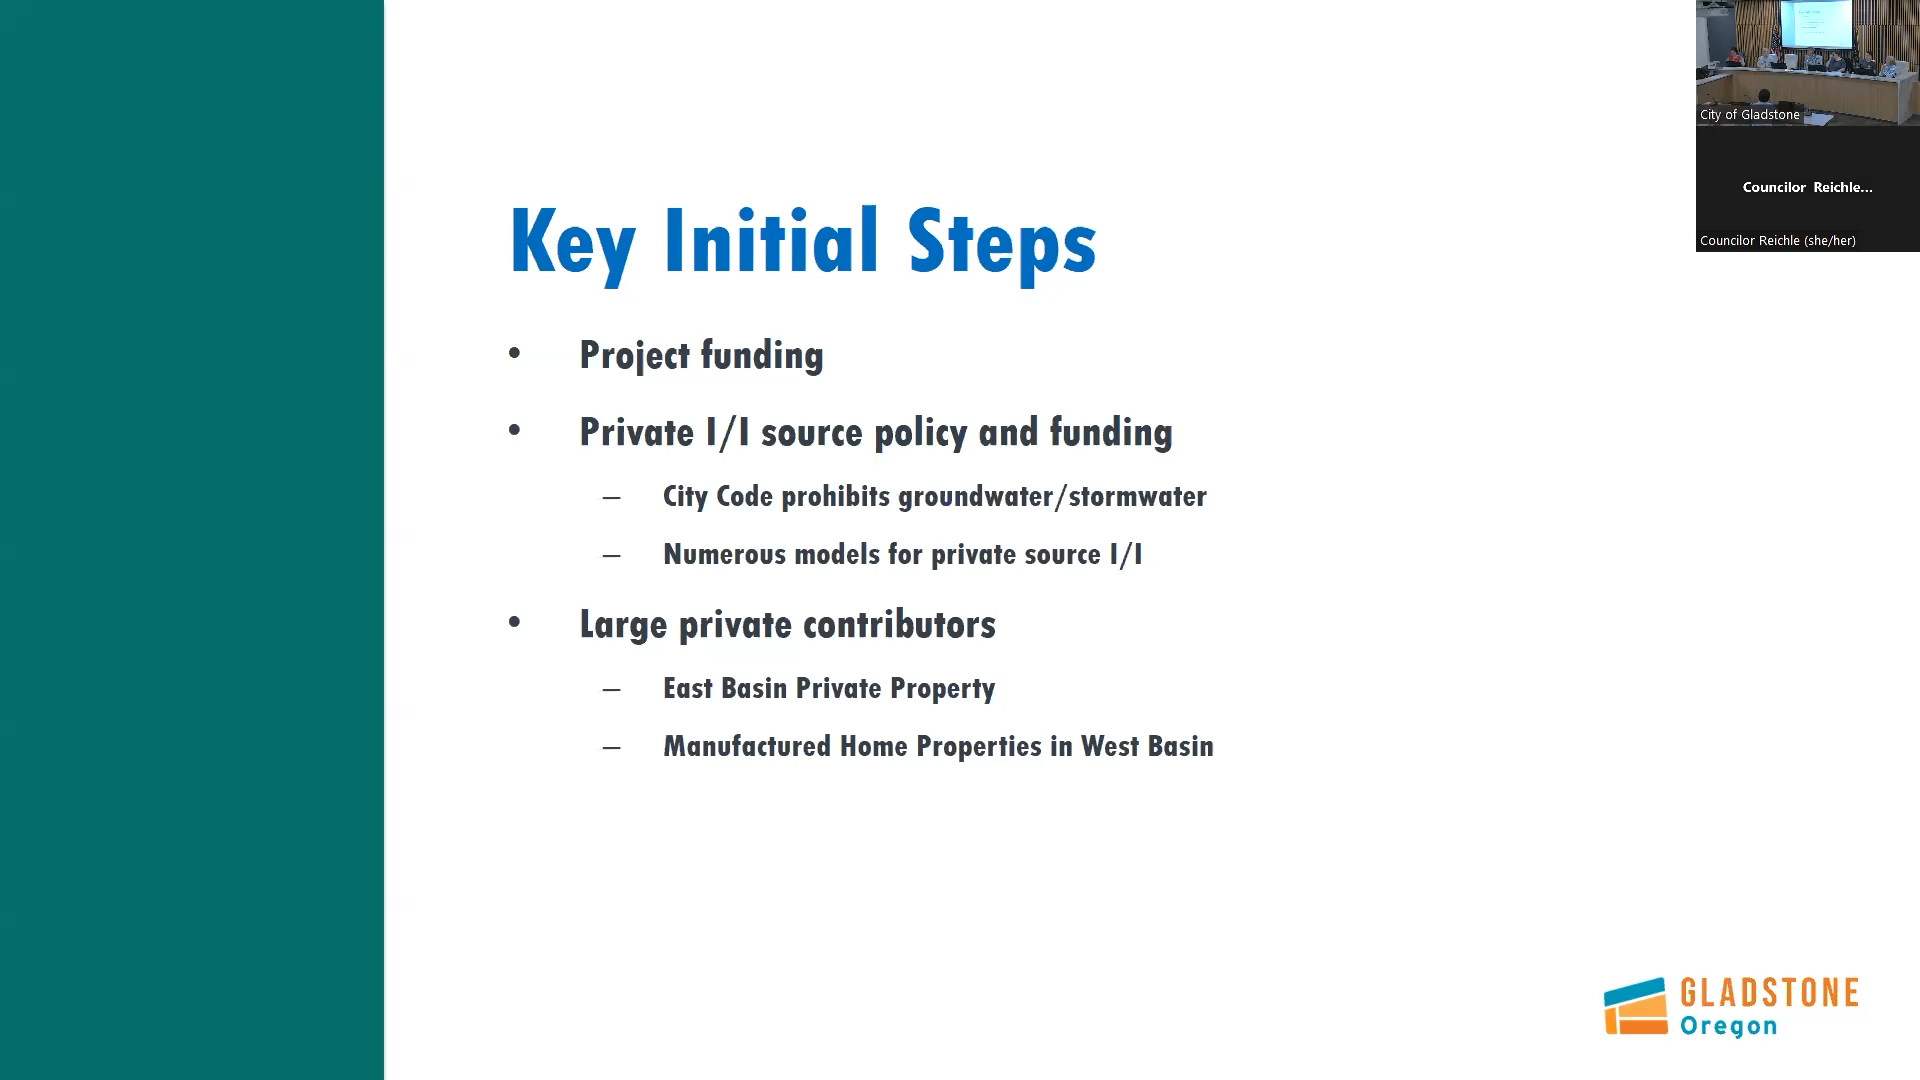 Key Initial Steps
• Project funding
• Private I/I source policy and funding
– City Code prohibits groundwater/stormwater
– Numerous models for private source I/I
• Large private contributors
– East Basin Private Property
– Manufactured Home Properties in West Basin
City of Gladstone
Councilor Reichle...
Councilor Reichle (she/her)
GLADSTONE
Oregon